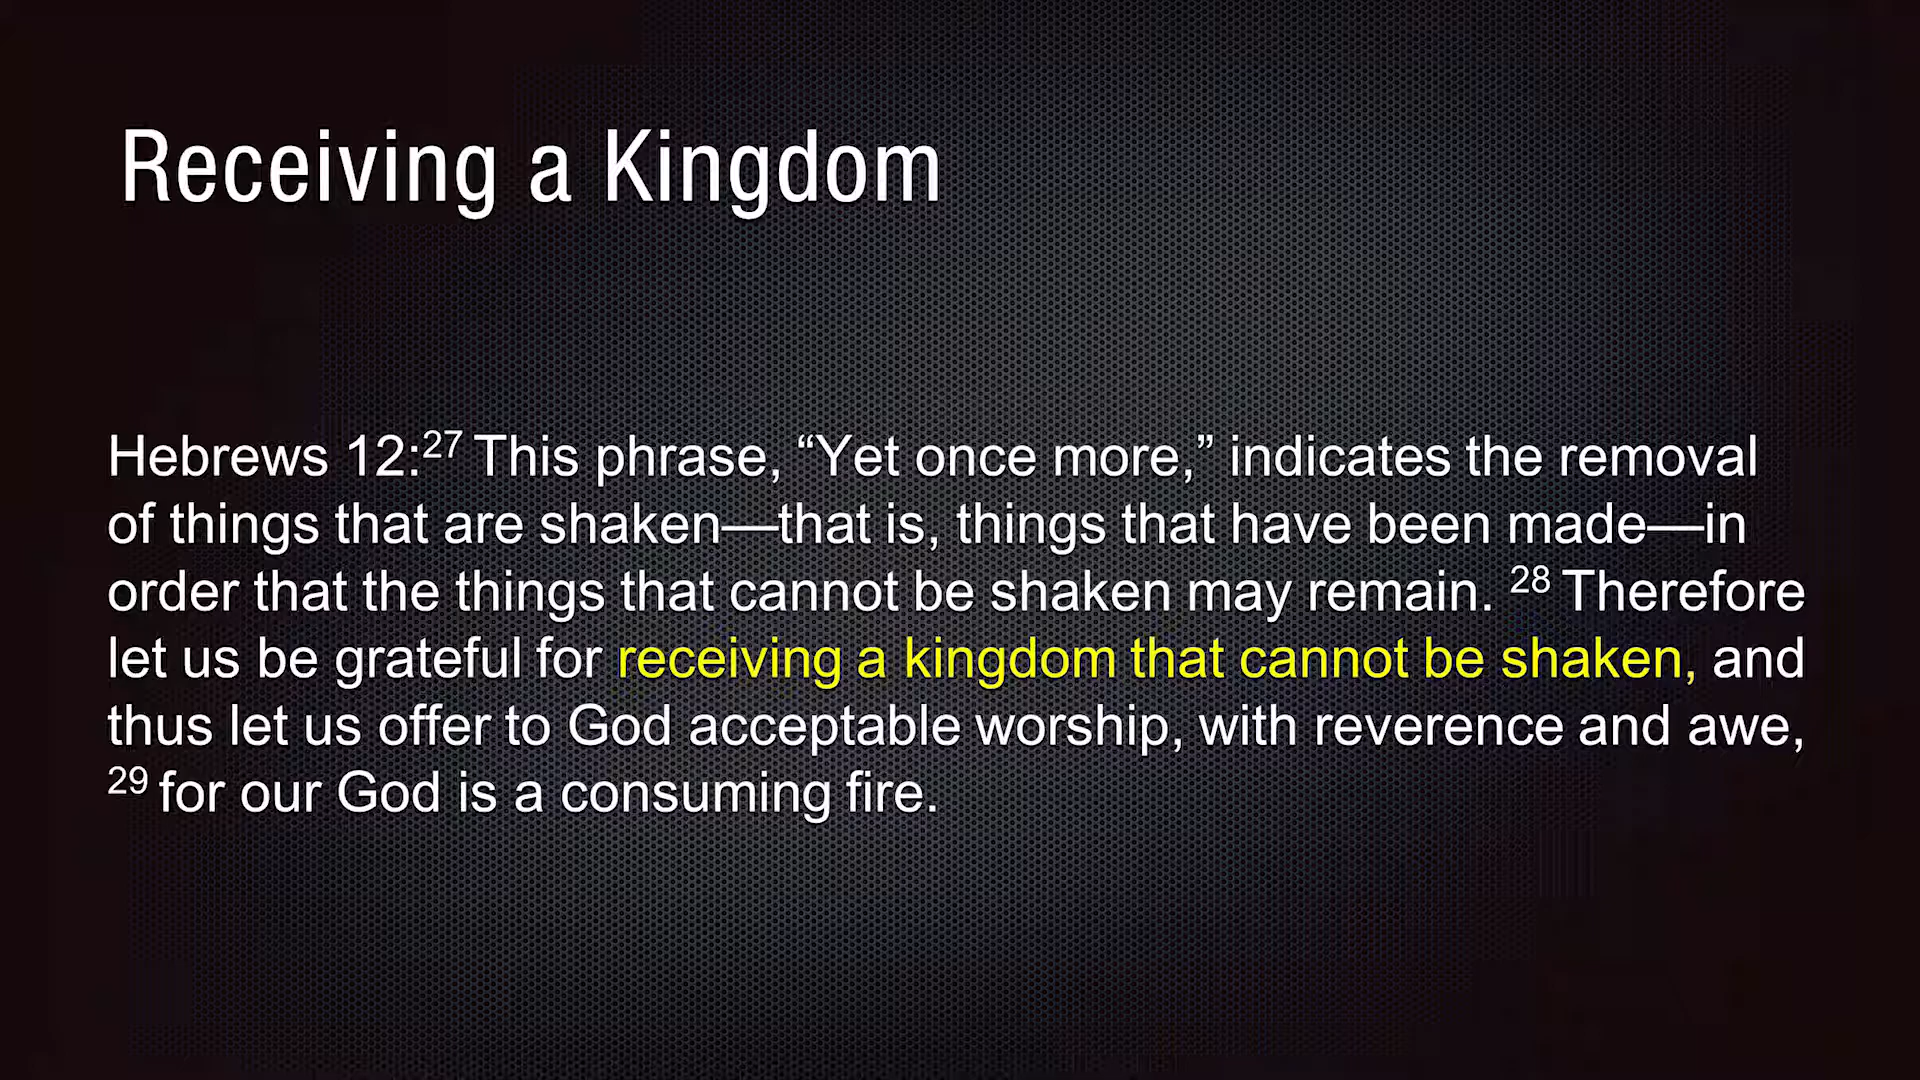 Receiving a Kingdom
Hebrews 12:27 This phrase, “Yet once more,” indicates the removal
of things that are shaken—that is, things that have been made—in
order that the things that cannot be shaken may remain. 28 Therefore
let us be grateful for receiving a kingdom that cannot be shaken, and
thus let us offer to God acceptable worship, with reverence and awe,
29 for our God is a consuming fire.